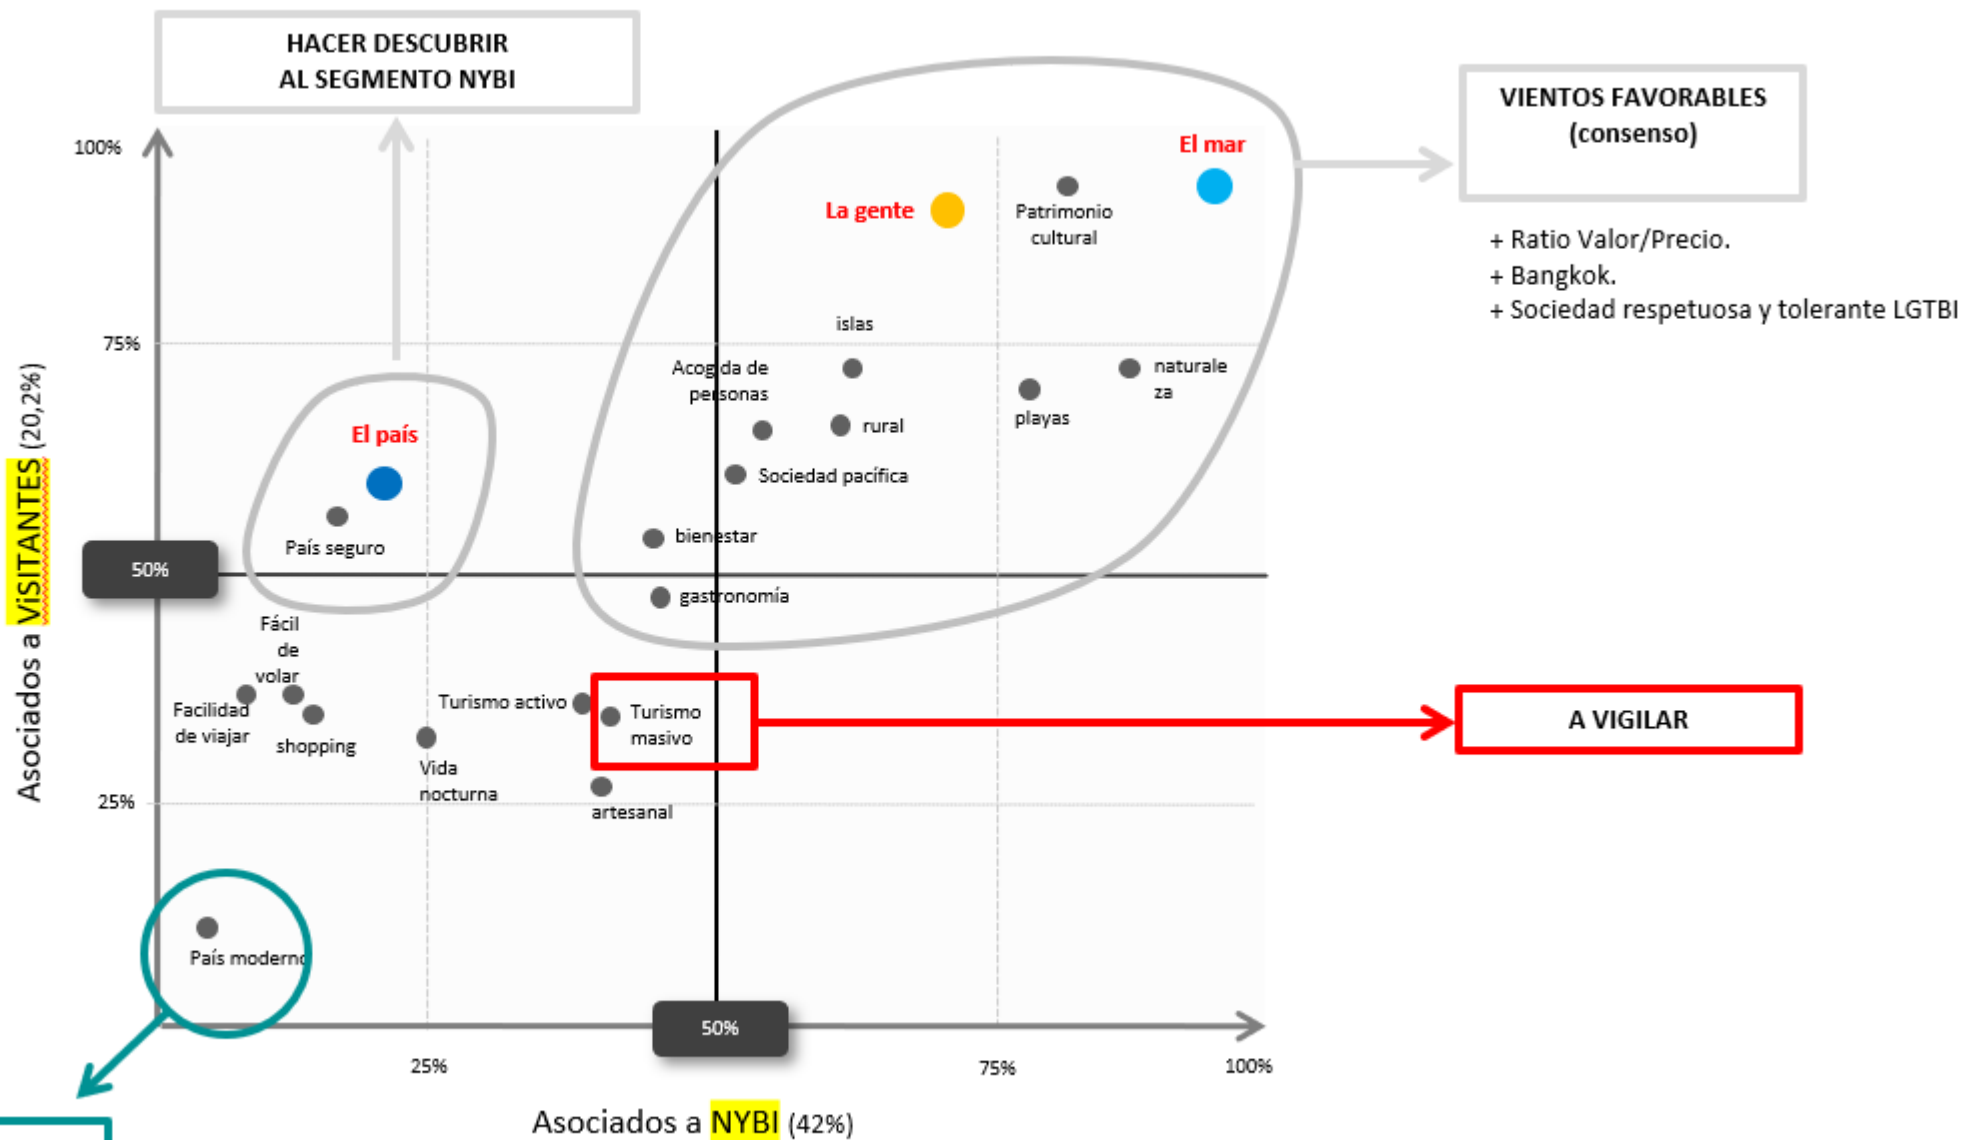 HACER DESCUBRIR
AL SEGMENTO NYBI
VIENTOS FAVORABLES
(consenso)
+ Ratio Valor/Precio.
+ Bangkok.
+ Sociedad respetuosa y tolerante LGTBI
100%
El mar
La gente
Patrimonio
cultural
islas
75%
Acogida de
personas
naturale
za
playas
rural
El país
Sociedad pacífica
País seguro
bienestar
50%
gastronomía
Fácil
de
volar
Facilidad
de viajar
shopping
Turismo activo
Turismo
masivo
A VIGILAR
Vida
nocturna
25%
artesanal
País moderno
50%
25%
75%
100%
Asociados a ViSITANTES (20,2%)
Asociados a NYBI (42%)